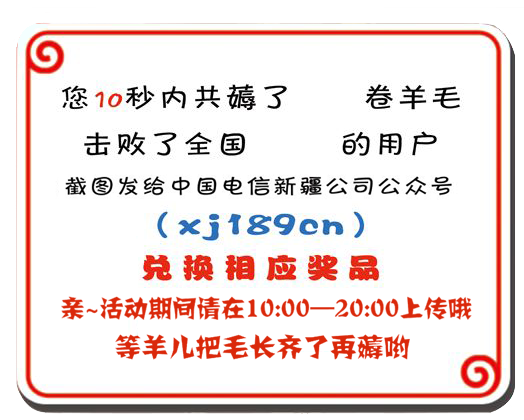 您10秒内共薅了 卷羊毛
击败了全国 的用户
截图发给中国电信新疆公司公众号
（xj189cn）
兑换相应奖品
亲~活动期间请在10:00—20:00上传哦
等羊儿把毛长齐了再薅哟